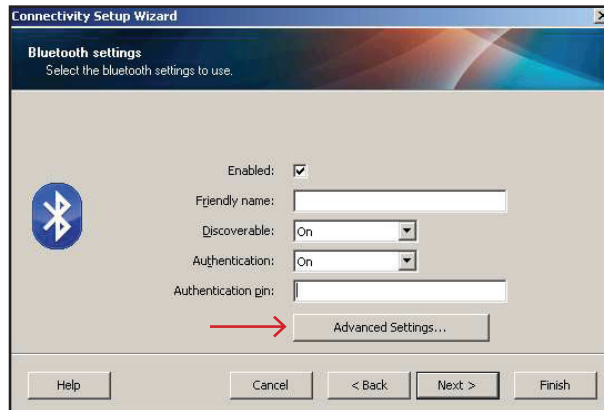 Connectivity Setup Wizard
Bluetooth settings
Select the bluetooth settings to use.
Enabled:
Friendly name:
Discoverable: On
Authentication: On
Authentication pin:
Advanced Settings...
Help Cancel < Back Next > Finish